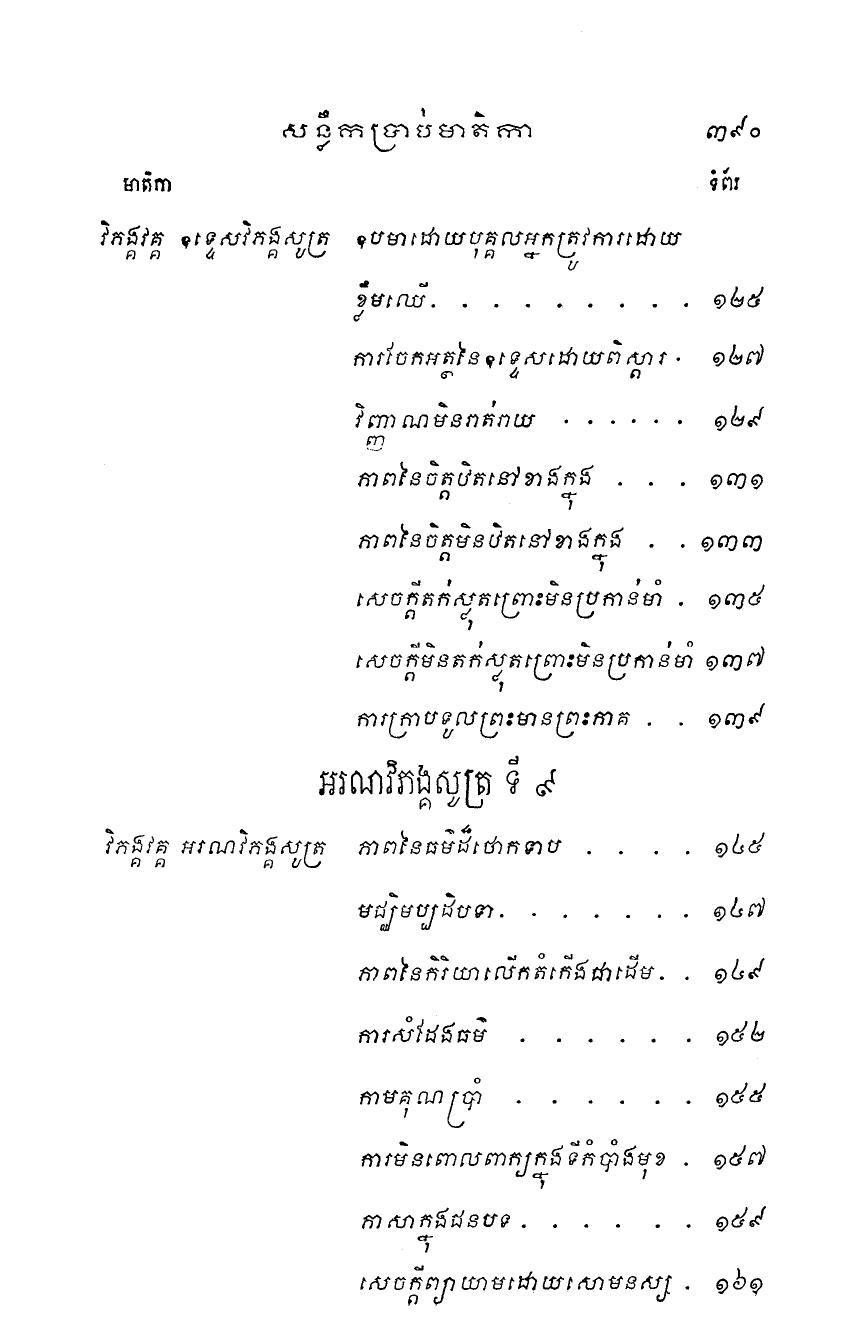 សន្លឹកប្រាប់មាតិកា ៣៩០
មាតិកា ទំព័រ
វិភង្គវគ្គ ឧទ្ទេសវិភង្គសូត្រ ឧបមាដោយបុគ្គលអ្នកត្រូវការដោយ
ខ្លឹមឈើ. . . . . . . . . ១២៥
ការចែកអត្ថនៃឧទ្ទេសដោយពិស្តារ . ១២៧
វិញ្ញាណមិនរាត់រាយ . . . . . . ១២៩
ភាពនៃចិត្តឋិតនៅខាងក្នុង . . . ១៣១
ភាពនៃចិត្តមិនឋិតនៅខាងក្នុង . . ១៣៣
សេចក្តីតក់ស្លុតព្រោះមិនប្រកាន់មាំ . ១៣៥
សេចក្តីមិនតក់ស្លុតព្រោះមិនប្រកាន់មាំ ១៣៧
ការក្រាបទូលព្រះមានព្រះភាគ . . ១៣៩
អរណវិភង្គសូត្រ ទី ៩
វិភង្គវគ្គ អរណវិភង្គសូត្រ ភាពនៃធម៌ដ៏ថោកទាប . . . . ១៤៥
មជ្ឈិមប្បដិបទា. . . . . . . ១៤៧
ភាពនៃកិរិយាលើកតំកើងជាដើម. . ១៤៩
ការសំដែងធម៌ . . . . . . ១៥២
កាមគុណប្រាំ . . . . . . ១៥៥
ការមិនពោលពាក្យក្នុងទីកំបាំងមុខ . ១៥៧
ភាសាក្នុងជនបទ. . . . . . ១៥៩
សេចក្តីព្យាយាមដោយសោមនស្ស . ១៦១